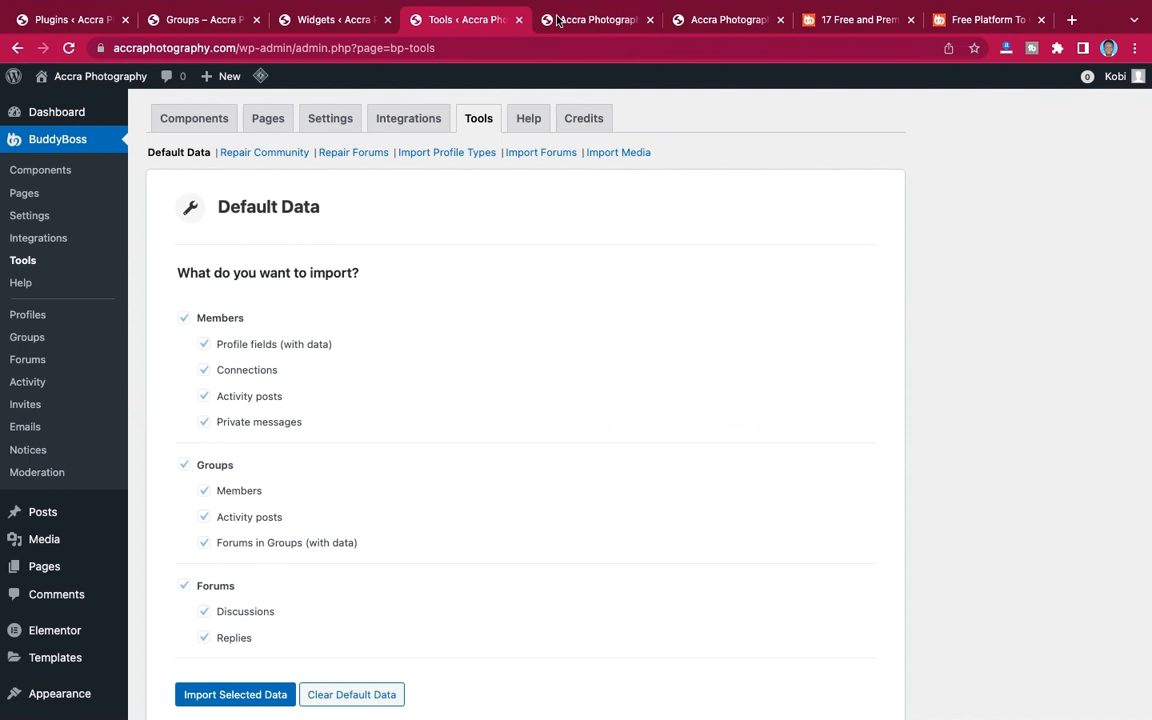 Plugins ‹ Accra P
Groups – Accra P
Widgets ‹ Accra P
Tools ‹ Accra Pho
Accra Photograph
Accra Photograph
17 Free and Prem
Free Platform To
accraphotography.com/wp-admin/admin.php?page=bp-tools
Accra Photography
0
New
0
Kobi
Dashboard
BuddyBoss
Components
Pages
Settings
Integrations
Tools
Help
Profiles
Groups
Forums
Activity
Invites
Emails
Notices
Moderation
Posts
Media
Pages
Comments
Elementor
Templates
Appearance
Components
Pages
Settings
Integrations
Tools
Help
Credits
Default Data | Repair Community | Repair Forums | Import Profile Types | Import Forums | Import Media
Default Data
What do you want to import?
Members
Profile fields (with data)
Connections
Activity posts
Private messages
Groups
Members
Activity posts
Forums in Groups (with data)
Forums
Discussions
Replies
Import Selected Data
Clear Default Data